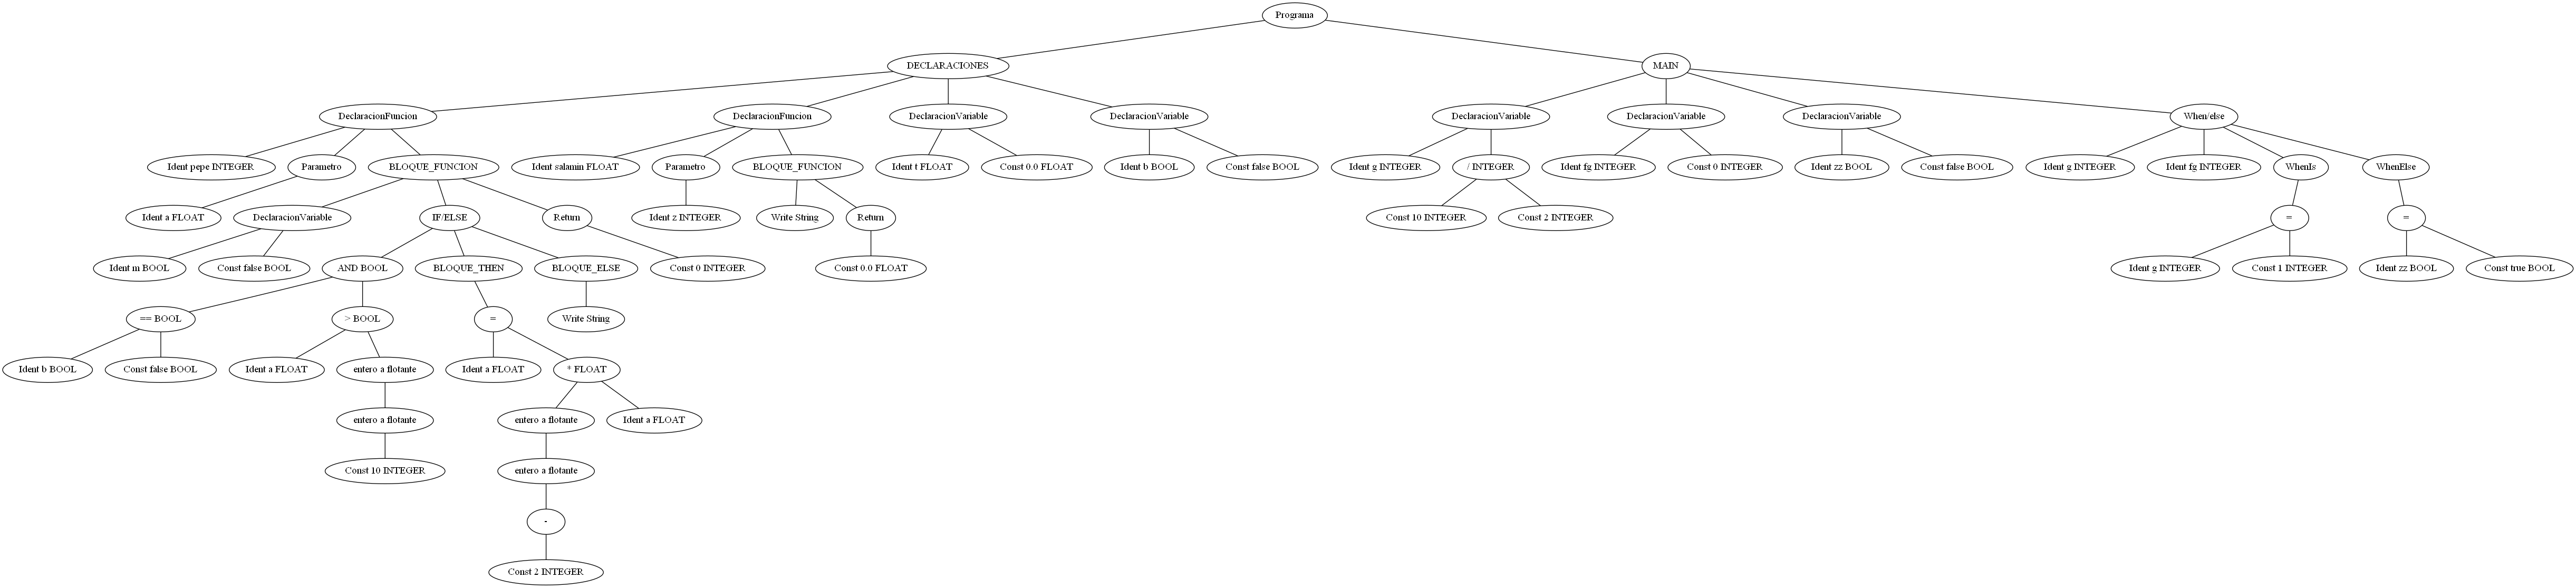 Programa
DECLARACIONES
MAIN
DeclaracionFuncion
DeclaracionFuncion
DeclaracionVariable
DeclaracionVariable
DeclaracionVariable
DeclaracionVariable
DeclaracionVariable
When/else
Ident pepe INTEGER
Parametro
BLOQUE_FUNCION
Ident salamin FLOAT
Parametro
BLOQUE_FUNCION
Ident t FLOAT
Const 0.0 FLOAT
Ident b BOOL
Const false BOOL
Ident g INTEGER
/ INTEGER
Ident fg INTEGER
Const 0 INTEGER
Ident zz BOOL
Const false BOOL
Ident g INTEGER
Ident fg INTEGER
WhenIs
WhenElse
Ident a FLOAT
DeclaracionVariable
IF/ELSE
Return
Ident z INTEGER
Write String
Return
Const 10 INTEGER
Const 2 INTEGER
=
=
Ident m BOOL
Const false BOOL
AND BOOL
BLOQUE_THEN
BLOQUE_ELSE
Const 0 INTEGER
Const 0.0 FLOAT
Ident g INTEGER
Const 1 INTEGER
Ident zz BOOL
Const true BOOL
== BOOL
> BOOL
=
Write String
Ident b BOOL
Const false BOOL
Ident a FLOAT
entero a flotante
Ident a FLOAT
* FLOAT
entero a flotante
entero a flotante
Ident a FLOAT
Const 10 INTEGER
entero a flotante
-
Const 2 INTEGER